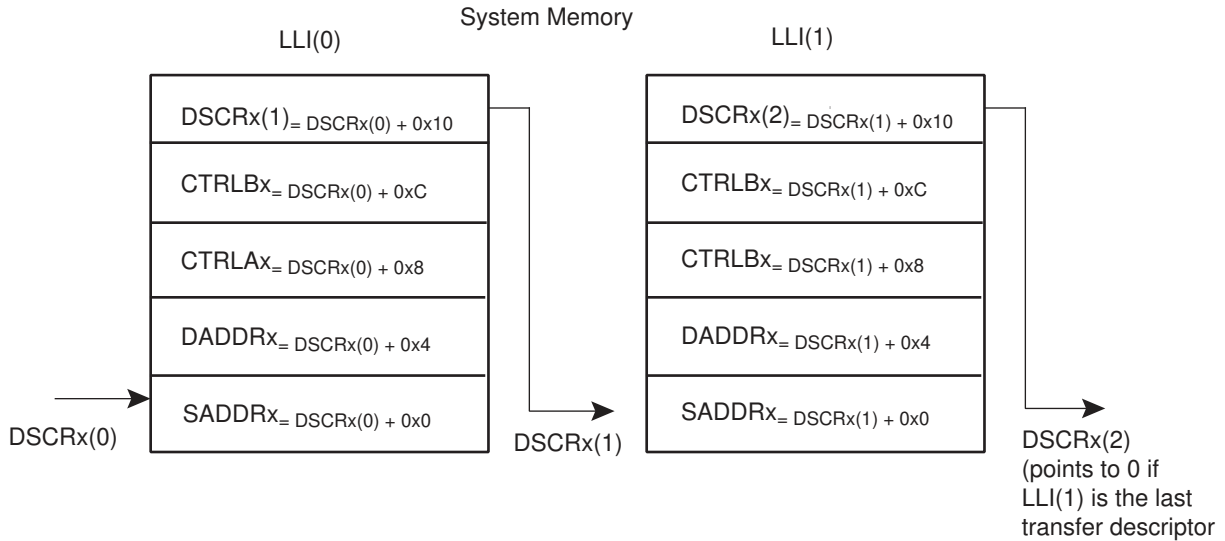 System Memory
LLI(0)
DSCRx(1)= DSCRx(0) + 0x10
CTRLBx= DSCRx(0) + 0xC
CTRLAx= DSCRx(0) + 0x8
DADDRx= DSCRx(0) + 0x4
SADDRx= DSCRx(0) + 0x0
DSCRx(0)
LLI(1)
DSCRx(2)= DSCRx(1) + 0x10
CTRLBx= DSCRx(1) + 0xC
CTRLBx= DSCRx(1) + 0x8
DADDRx= DSCRx(1) + 0x4
SADDRx= DSCRx(1) + 0x0
DSCRx(1)
DSCRx(2)
(points to 0 if
LLI(1) is the last
transfer descriptor